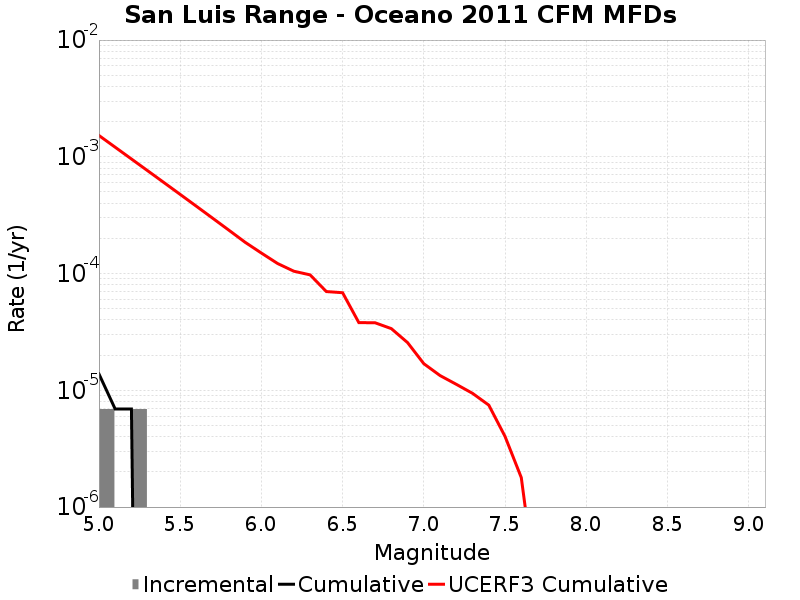 San Luis Range - Oceano 2011 CFM MFDs
10-2
10-3
10-4
10-5
10-6
Rate (1/yr)
5.0 5.5 6.0 6.5 7.0 7.5 8.0 8.5 9.0
Magnitude
Incremental Cumulative UCERF3 Cumulative